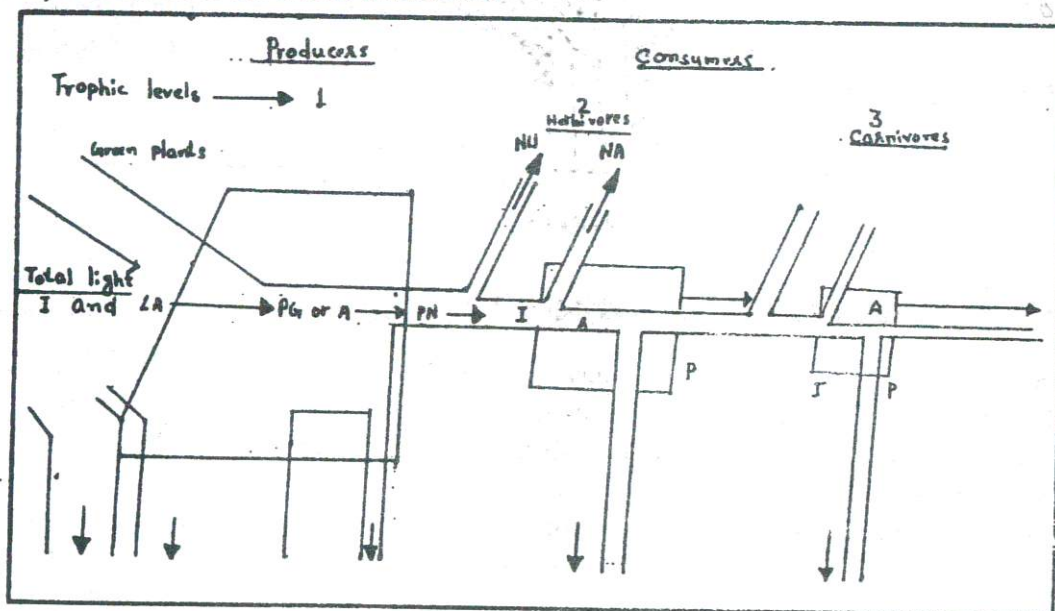 Producers
Consumers
Trophic levels → 1
2
Herbivores
3
Carnivores
Green plants
NU
NA
Total light
I and LA → PG or A → PN → I
A
A
P
I
P